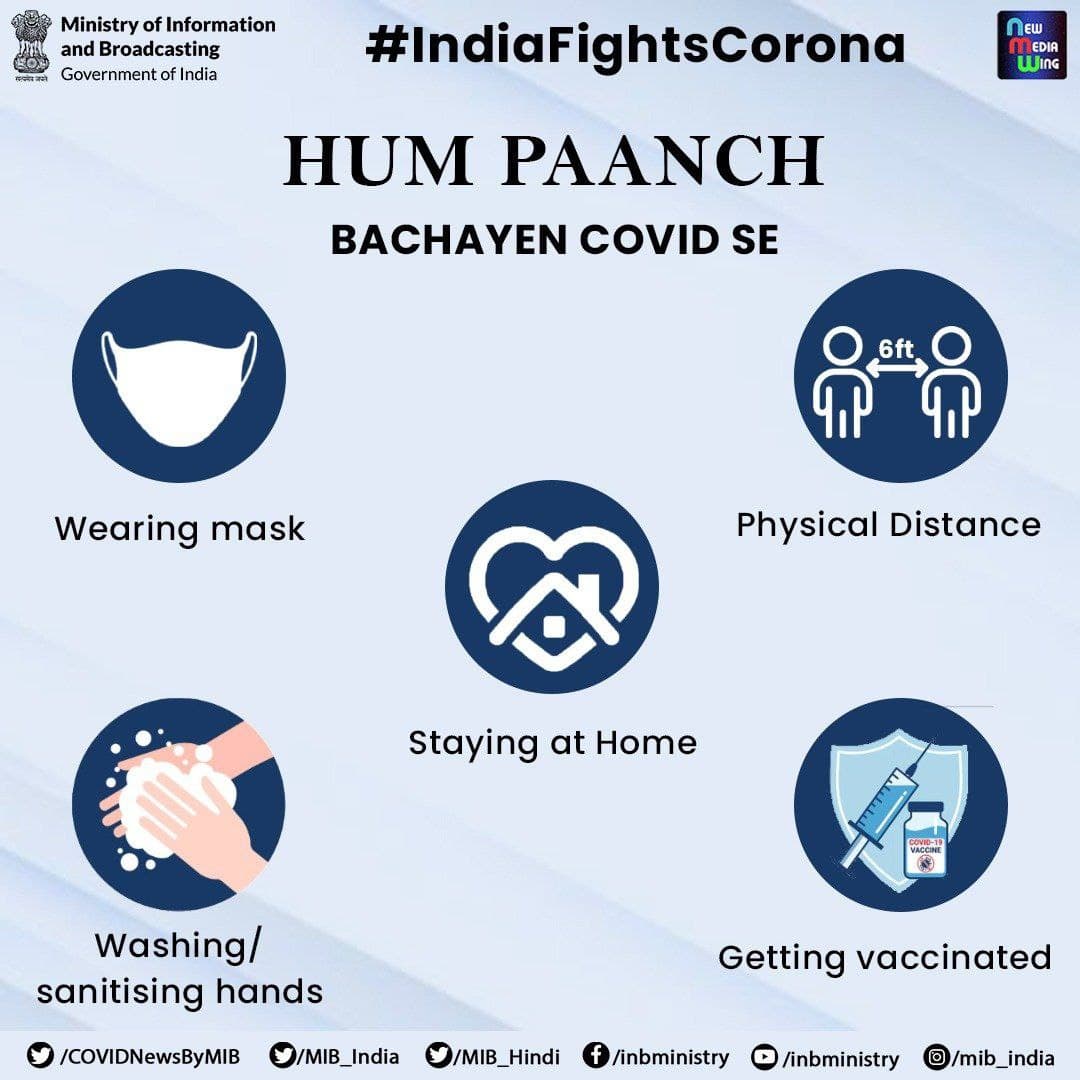 Ministry of Information
and Broadcasting
Government of India
सत्यमेव जयते
#IndiaFightsCorona
New
Media
Wing
HUM PAANCH
BACHAYEN COVID SE
Wearing mask
6ft
Physical Distance
Staying at Home
Washing/
sanitising hands
COVID-19
VACCINE
Getting vaccinated
/COVIDNewsByMIB /MIB_India /MIB_Hindi /inbministry /inbministry /mib_india